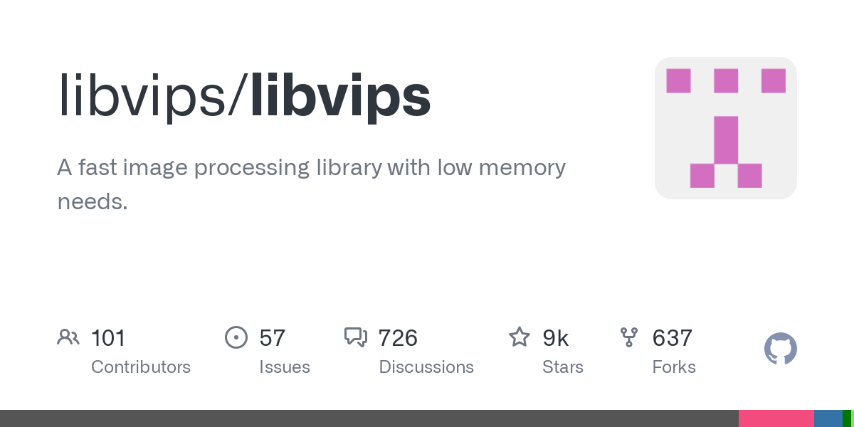 libvips/libvips
A fast image processing library with low memory
needs.
101 57 726 9k 637
Contributors Issues Discussions Stars Forks